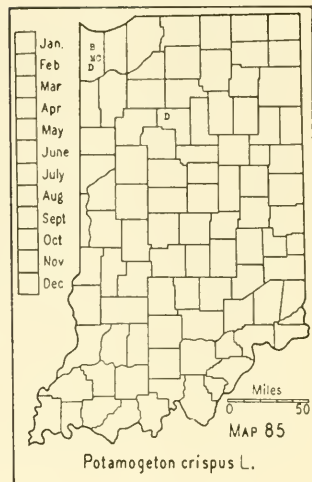 Jan.
Feb
Mar
Apr
May
June
July
Aug
Sept
Oct
Nov
Dec
B
MC
D
D
Miles
0 50
MAP 85
Potamogeton crispus L.